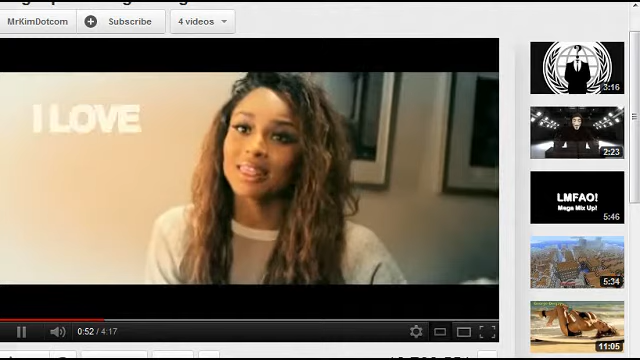 MrKimDotcom
Subscribe
4 videos
I LOVE
3:16
2:23
LMFAO!
Mega Mix Up!
5:46
5:34
11:05
0:52 / 4:17